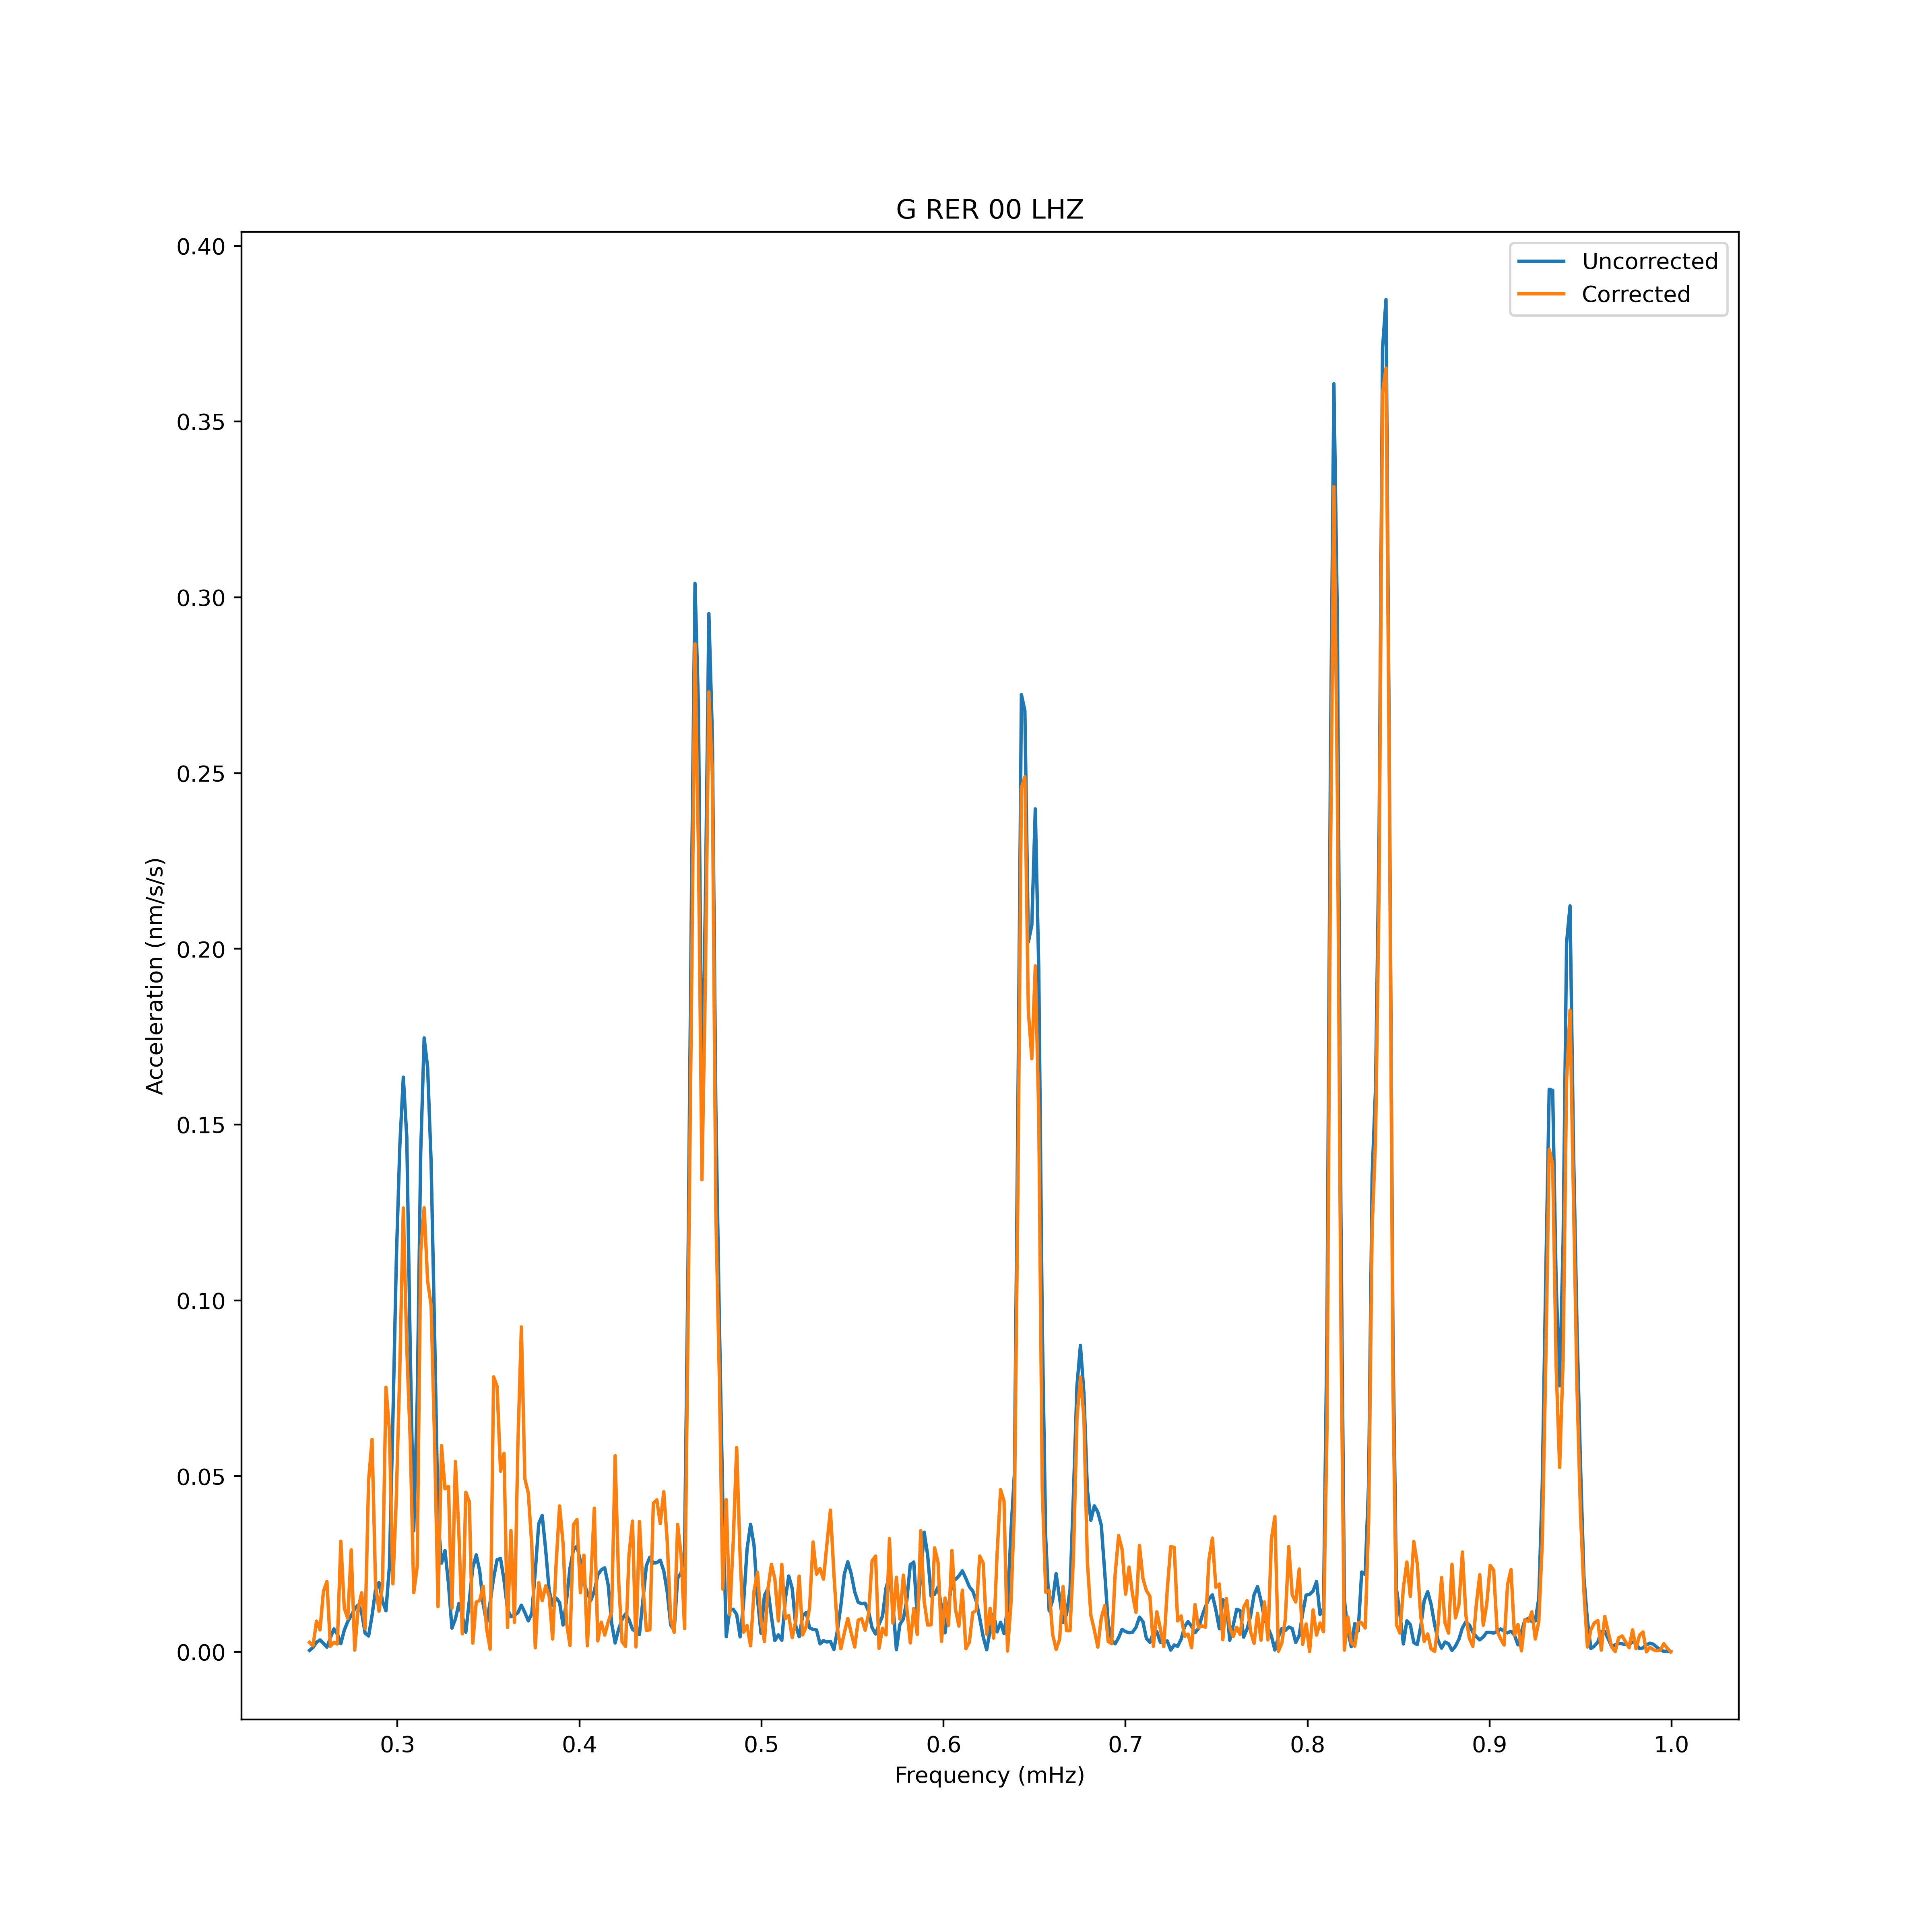 G RER 00 LHZ
Uncorrected
Corrected
0.40
0.35
0.30
0.25
0.20
0.15
0.10
0.05
0.00
Acceleration (nm/s/s)
0.3 0.4 0.5 0.6 0.7 0.8 0.9 1.0
Frequency (mHz)